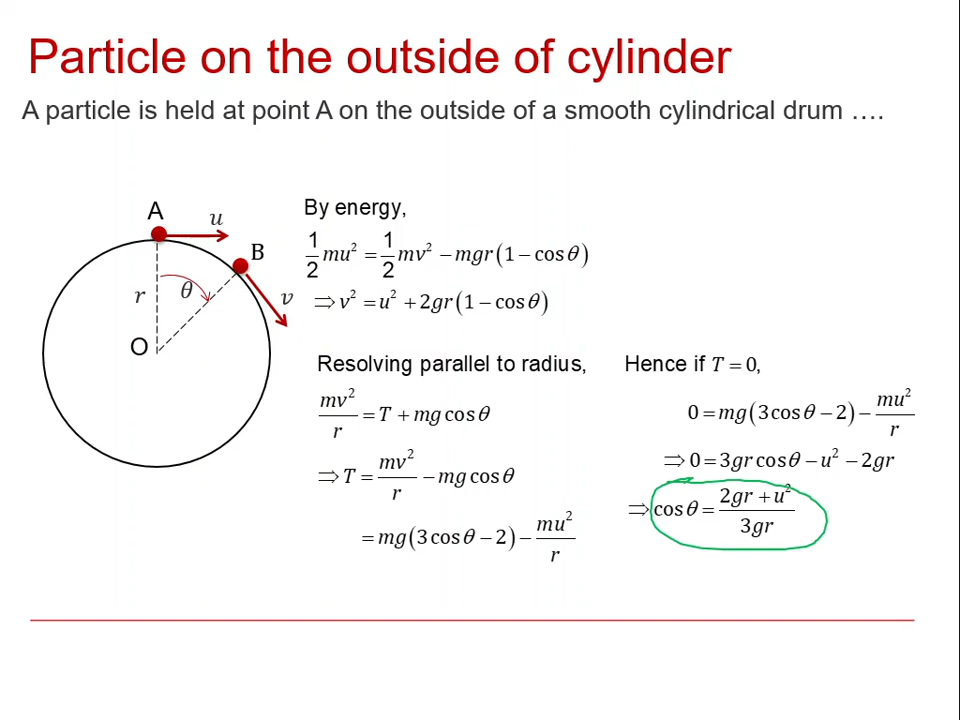 Particle on the outside of cylinder
A particle is held at point A on the outside of a smooth cylindrical drum ….
A
u
B
r
θ
v
O
By energy,
1/2 mu² = 1/2 mv² − mgr(1 − cos θ)
⇒ v² = u² + 2gr(1 − cos θ)
Resolving parallel to radius,
mv²/r = T + mg cos θ
⇒ T = mv²/r − mg cos θ
= mg(3cos θ − 2) − mu²/r
Hence if T = 0,
0 = mg(3cos θ − 2) − mu²/r
⇒ 0 = 3gr cos θ − u² − 2gr
⇒ cos θ = (2gr + u²)/3gr